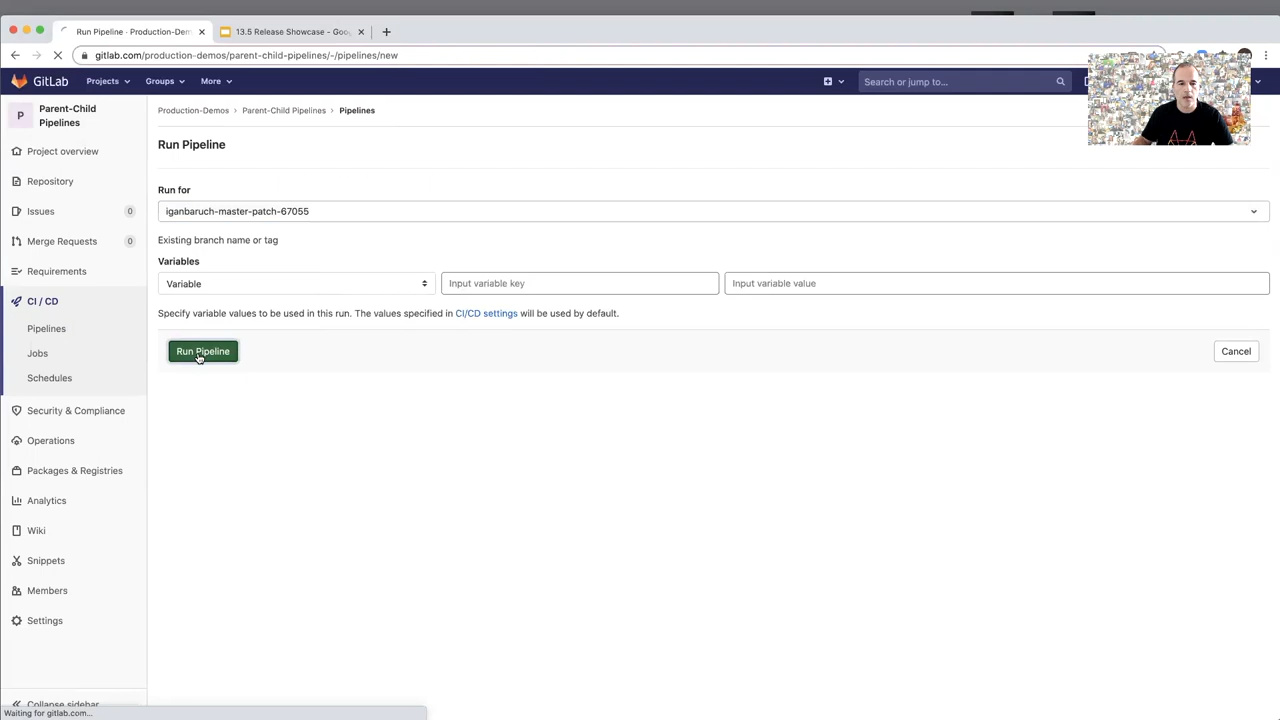 Run Pipeline · Production-Demo
13.5 Release Showcase - Goog
gitlab.com/production-demos/parent-child-pipelines/-/pipelines/new
GitLab
Projects
Groups
More
Search or jump to...
P
Parent-Child
Pipelines
Project overview
Repository
Issues
0
Merge Requests
0
Requirements
CI / CD
Pipelines
Jobs
Schedules
Security & Compliance
Operations
Packages & Registries
Analytics
Wiki
Snippets
Members
Settings
Collapse sidebar
Production-Demos › Parent-Child Pipelines › Pipelines
Run Pipeline
Run for
iganbaruch-master-patch-67055
Existing branch name or tag
Variables
Variable
Input variable key
Input variable value
Specify variable values to be used in this run. The values specified in CI/CD settings will be used by default.
Run Pipeline
Cancel
Waiting for gitlab.com...